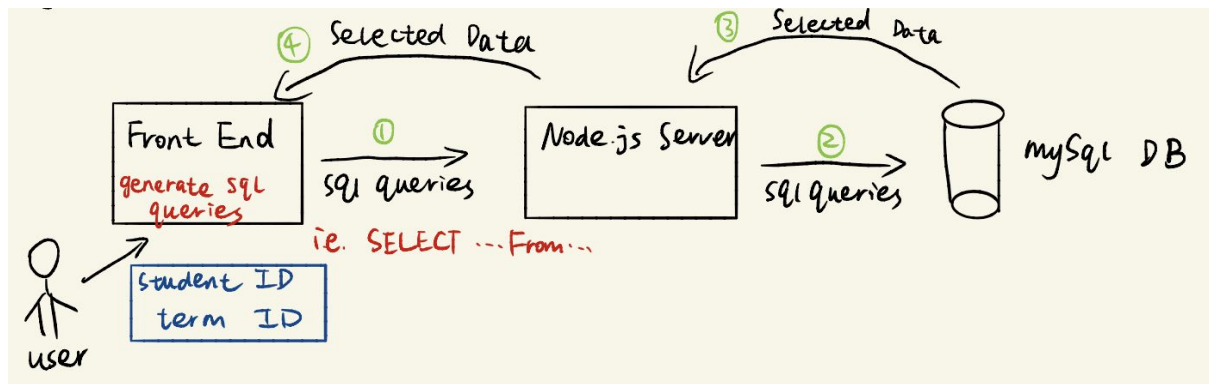 ④ Selected Data
③ Selected Data
Front End
generate sql
queries
①
sql queries
i.e. SELECT ... From ...
Node.js Server
②
sql queries
mySql DB
student ID
term ID
user